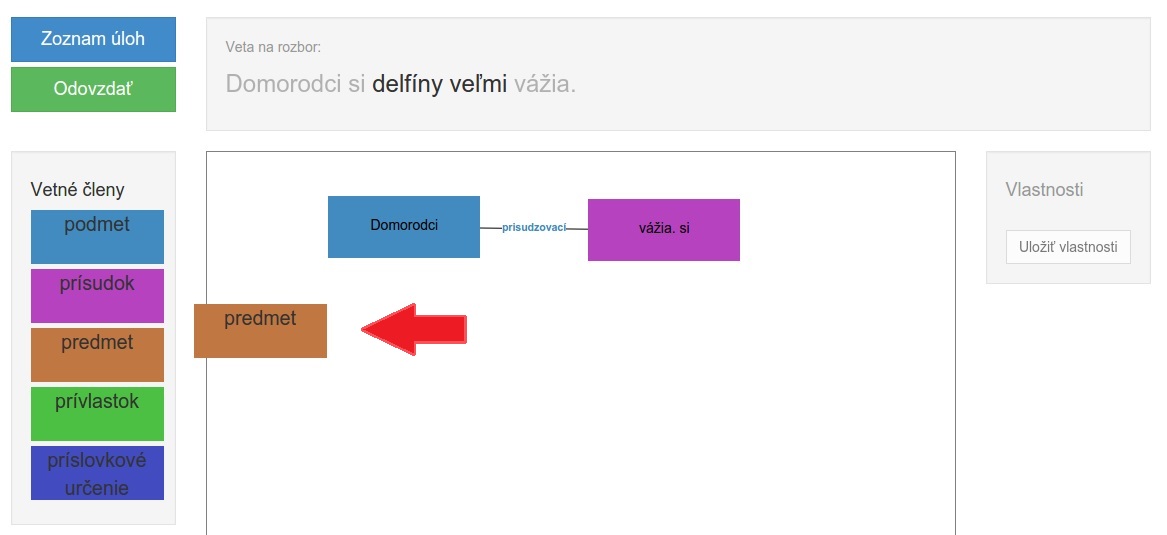 Zoznam úloh
Odovzdať
Veta na rozbor:
Domorodci si delfíny veľmi vážia.
Vetné členy
podmet
prísudok
predmet
prívlastok
príslovkové
určenie
Domorodci
prisudzovací
vážia. si
predmet
Vlastnosti
Uložiť vlastnosti